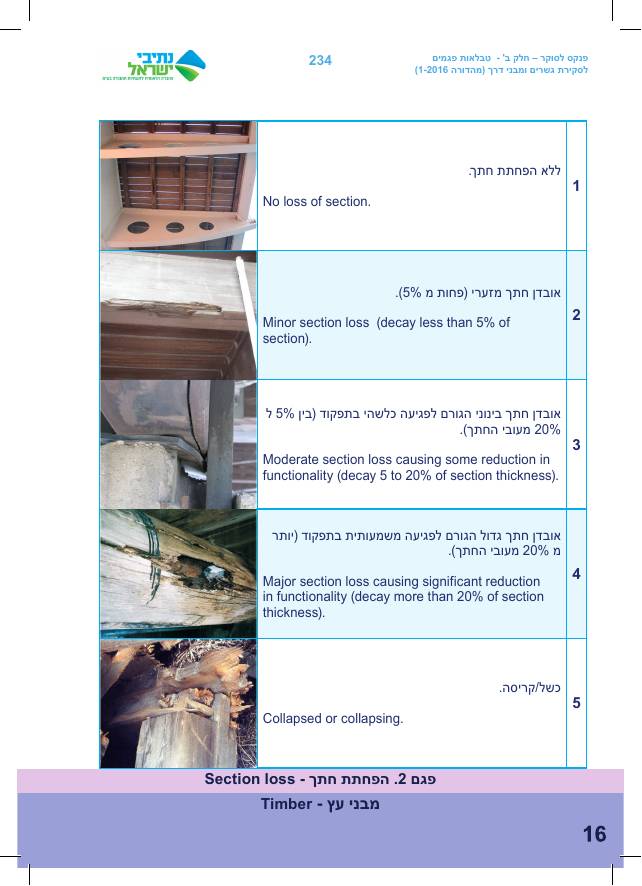 נתיבי
ישראל
234
פנקס לסוקר – חלק ב' - טבלאות פגמים
לסקירת גשרים ומבני דרך (מהדורה 1-2016)
1
ללא הפחתת חתך.
No loss of section.
2
אובדן חתך מזערי (פחות מ 5%).
Minor section loss (decay less than 5% of
section).
3
אובדן חתך בינוני הגורם לפגיעה כלשהי בתפקוד (בין 5% ל
20% מעובי החתך).
Moderate section loss causing some reduction in
functionality (decay 5 to 20% of section thickness).
4
אובדן חתך גדול הגורם לפגיעה משמעותית בתפקוד (יותר
מ 20% מעובי החתך).
Major section loss causing significant reduction
in functionality (decay more than 20% of section
thickness).
5
כשל/קריסה.
Collapsed or collapsing.
פגם 2. הפחתת חתך - Section loss
מבני עץ - Timber
16